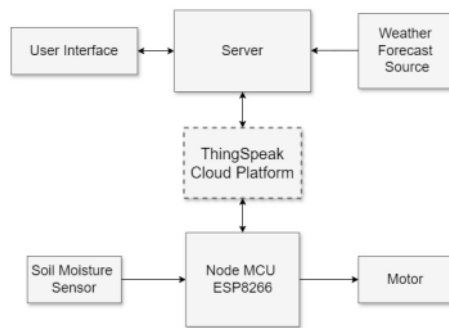 User Interface
Server
Weather
Forecast
Source
ThingSpeak
Cloud Platform
Soil Moisture
Sensor
Node MCU
ESP8266
Motor